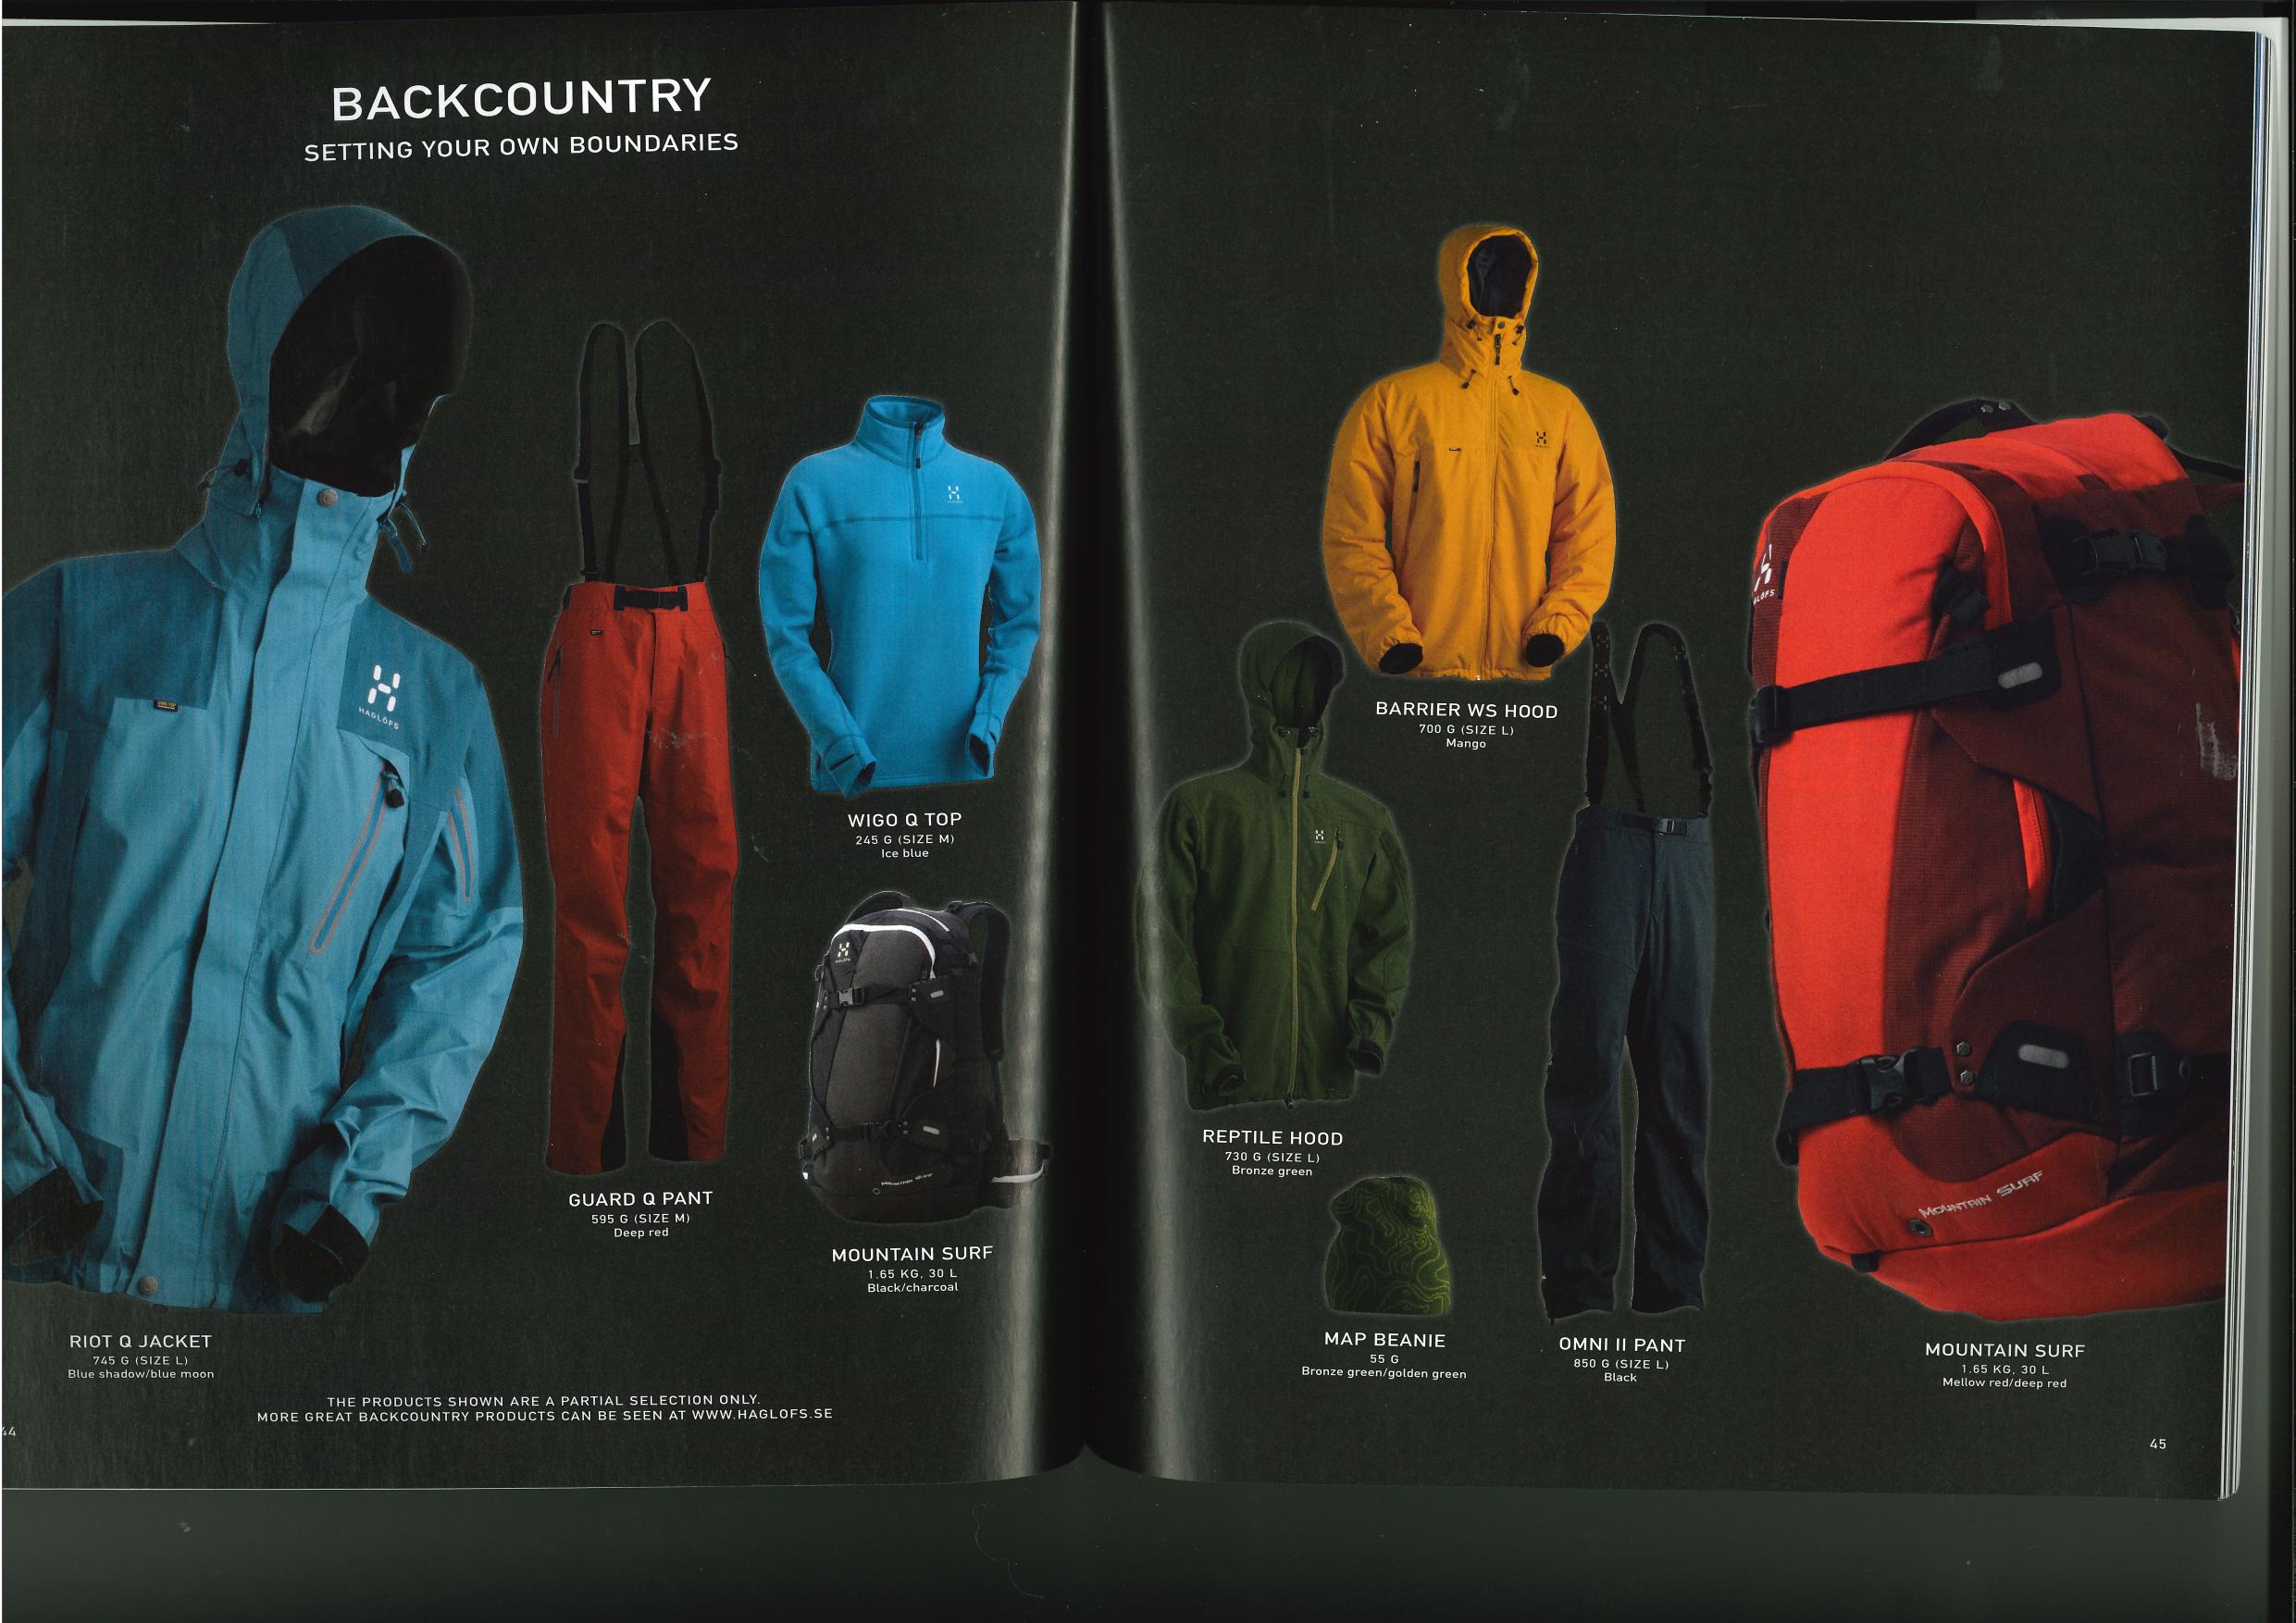 BACKCOUNTRY
SETTING YOUR OWN BOUNDARIES
HAGLÖFS
WIGO Q TOP
245 G (SIZE M)
Ice blue
GUARD Q PANT
595 G (SIZE M)
Deep red
HAGLÖFS
MOUNTAIN SURF
MOUNTAIN SURF
1.65 KG, 30 L
Black/charcoal
RIOT Q JACKET
745 G (SIZE L)
Blue shadow/blue moon
THE PRODUCTS SHOWN ARE A PARTIAL SELECTION ONLY.
MORE GREAT BACKCOUNTRY PRODUCTS CAN BE SEEN AT WWW.HAGLOFS.SE
44
BARRIER WS HOOD
700 G (SIZE L)
Mango
REPTILE HOOD
730 G (SIZE L)
Bronze green
MAP BEANIE
55 G
Bronze green/golden green
OMNI II PANT
850 G (SIZE L)
Black
HAGLÖFS
MOUNTAIN SURF
MOUNTAIN SURF
1.65 KG, 30 L
Mellow red/deep red
45